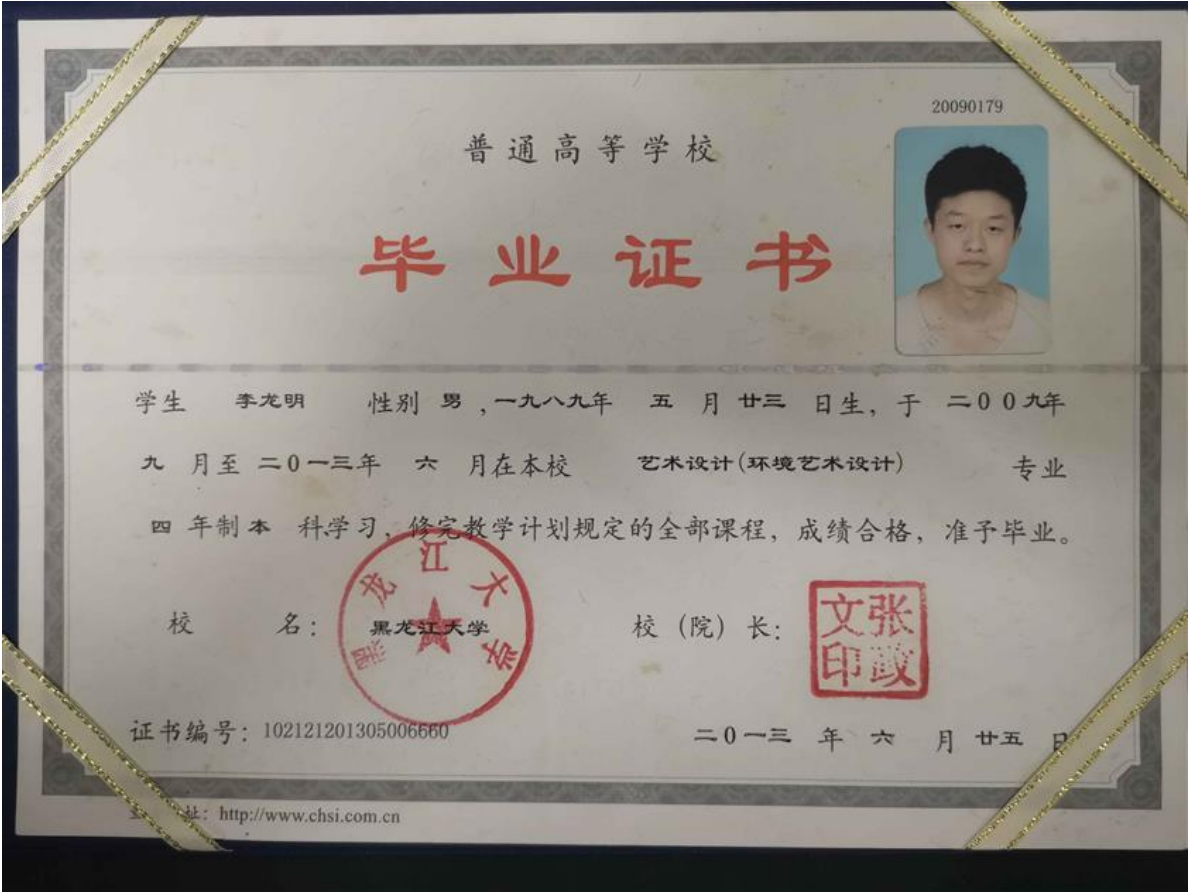 20090179
普通高等学校
毕业证书
学生 李龙明 性别 男 ,一九八九年 五 月 廿三 日生，于 二00九年
九 月至 二0一三年 六 月在本校 艺术设计(环境艺术设计) 专业
四 年制 本 科学习，修完教学计划规定的全部课程，成绩合格，准予毕业。
校 名： 黑龙江大学 校（院）长：
黑龙江大学
张政文印
证书编号：102121201305006660 二0一三 年 六 月 廿五 日
址：http://www.chsi.com.cn